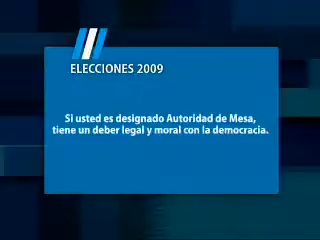 ELECCIONES 2009
Si usted es designado Autoridad de Mesa,
tiene un deber legal y moral con la democracia.